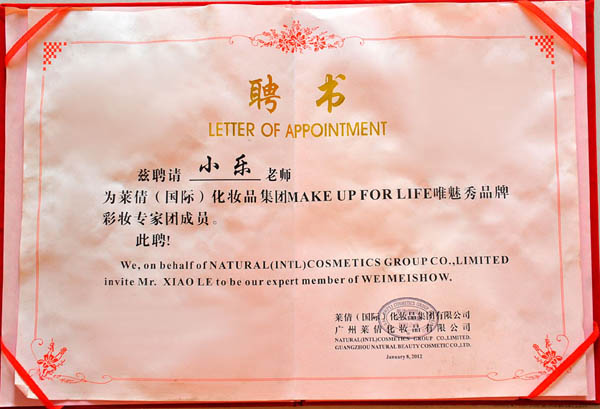 聘书
LETTER OF APPOINTMENT
兹聘请 小乐 老师
为莱倩（国际）化妆品集团MAKE UP FOR LIFE唯魅秀品牌
彩妆专家团成员。
此聘!
We, on behalf of NATURAL(INTL)COSMETICS GROUP CO.,LIMITED
invite Mr. XIAO LE to be our expert member of WEIMEISHOW.
莱倩（国际）化妆品集团有限公司
广州莱倩化妆品有限公司
NATURAL(INTL)COSMETICS GROUP CO.,LIMITED.
GUANGZHOU NATURAL BEAUTY COSMETIC CO.,LTD.
January 8, 2012